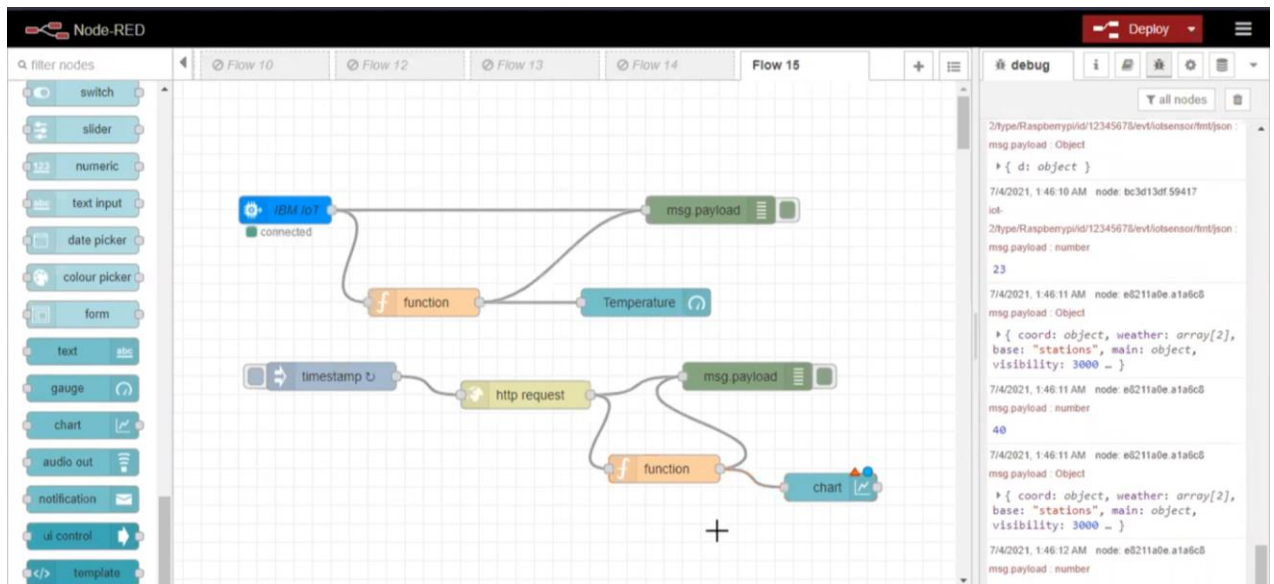 Node-RED
Deploy
filter nodes
Flow 10
Flow 12
Flow 13
Flow 14
Flow 15
debug
i
all nodes
switch
slider
123 numeric
abc text input
date picker
colour picker
form
text abc
gauge
chart
audio out
notification
ui control
</> template
IBM IoT
connected
msg.payload
f function
Temperature
timestamp ↻
http request
msg.payload
f function
chart
2/type/Raspberrypi/id/12345678/evt/iotsensor/fmt/json :
msg.payload : Object
{ d: object }
7/4/2021, 1:46:10 AM node: bc3d13df.59417
iot-
2/type/Raspberrypi/id/12345678/evt/iotsensor/fmt/json :
msg.payload : number
23
7/4/2021, 1:46:11 AM node: e8211a0e.a1a6c8
msg.payload : Object
{ coord: object, weather: array[2],
base: "stations", main: object,
visibility: 3000 … }
7/4/2021, 1:46:11 AM node: e8211a0e.a1a6c8
msg.payload : number
40
7/4/2021, 1:46:11 AM node: e8211a0e.a1a6c8
msg.payload : Object
{ coord: object, weather: array[2],
base: "stations", main: object,
visibility: 3000 … }
7/4/2021, 1:46:12 AM node: e8211a0e.a1a6c8
msg.payload : number